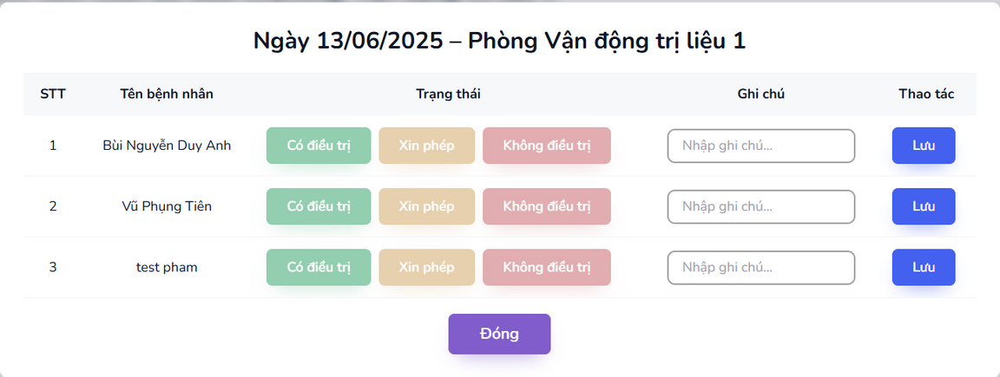 Ngày 13/06/2025 – Phòng Vận động trị liệu 1
STT Tên bệnh nhân Trạng thái Ghi chú Thao tác
1 Bùi Nguyễn Duy Anh Có điều trị Xin phép Không điều trị Nhập ghi chú... Lưu
2 Vũ Phụng Tiên Có điều trị Xin phép Không điều trị Nhập ghi chú... Lưu
3 test pham Có điều trị Xin phép Không điều trị Nhập ghi chú... Lưu
Đóng